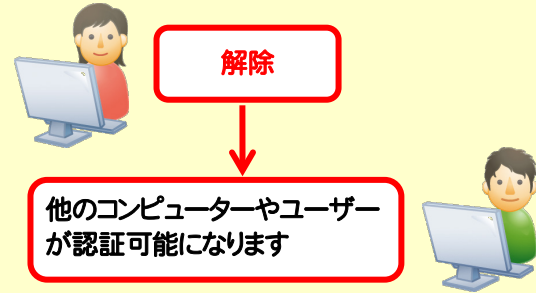 解除
他のコンピューターやユーザー
が認証可能になります